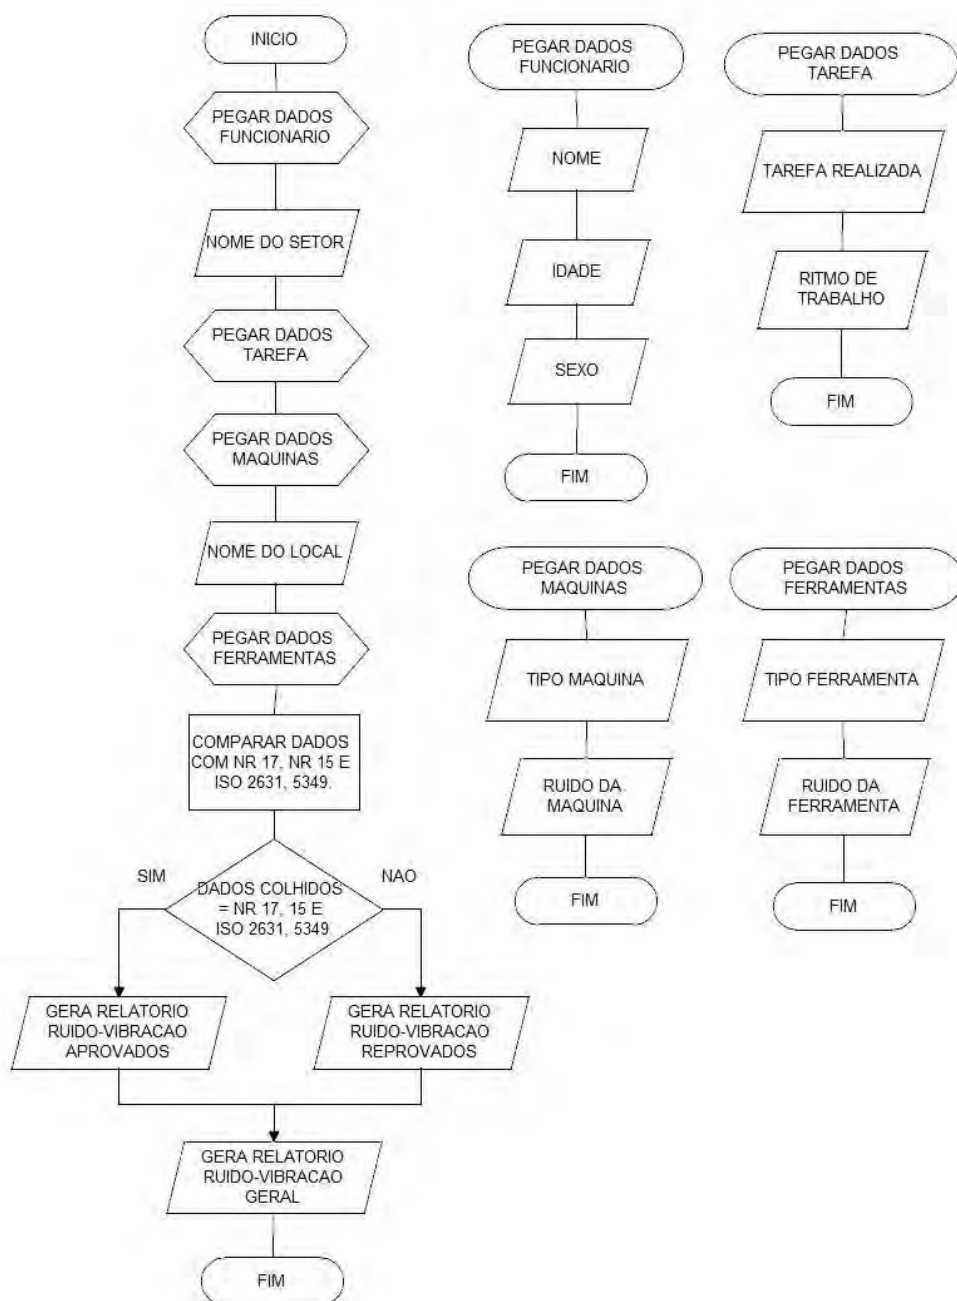 INICIO
PEGAR DADOS
FUNCIONARIO
NOME DO SETOR
PEGAR DADOS
TAREFA
PEGAR DADOS
MAQUINAS
NOME DO LOCAL
PEGAR DADOS
FERRAMENTAS
COMPARAR DADOS
COM NR 17, NR 15 E
ISO 2631, 5349.
SIM
NAO
DADOS COLHIDOS
= NR 17, 15 E
ISO 2631, 5349
GERA RELATORIO
RUIDO-VIBRACAO
APROVADOS
GERA RELATORIO
RUIDO-VIBRACAO
REPROVADOS
GERA RELATORIO
RUIDO-VIBRACAO
GERAL
FIM
PEGAR DADOS
FUNCIONARIO
NOME
IDADE
SEXO
FIM
PEGAR DADOS
TAREFA
TAREFA REALIZADA
RITMO DE
TRABALHO
FIM
PEGAR DADOS
MAQUINAS
TIPO MAQUINA
RUIDO DA
MAQUINA
FIM
PEGAR DADOS
FERRAMENTAS
TIPO FERRAMENTA
RUIDO DA
FERRAMENTA
FIM